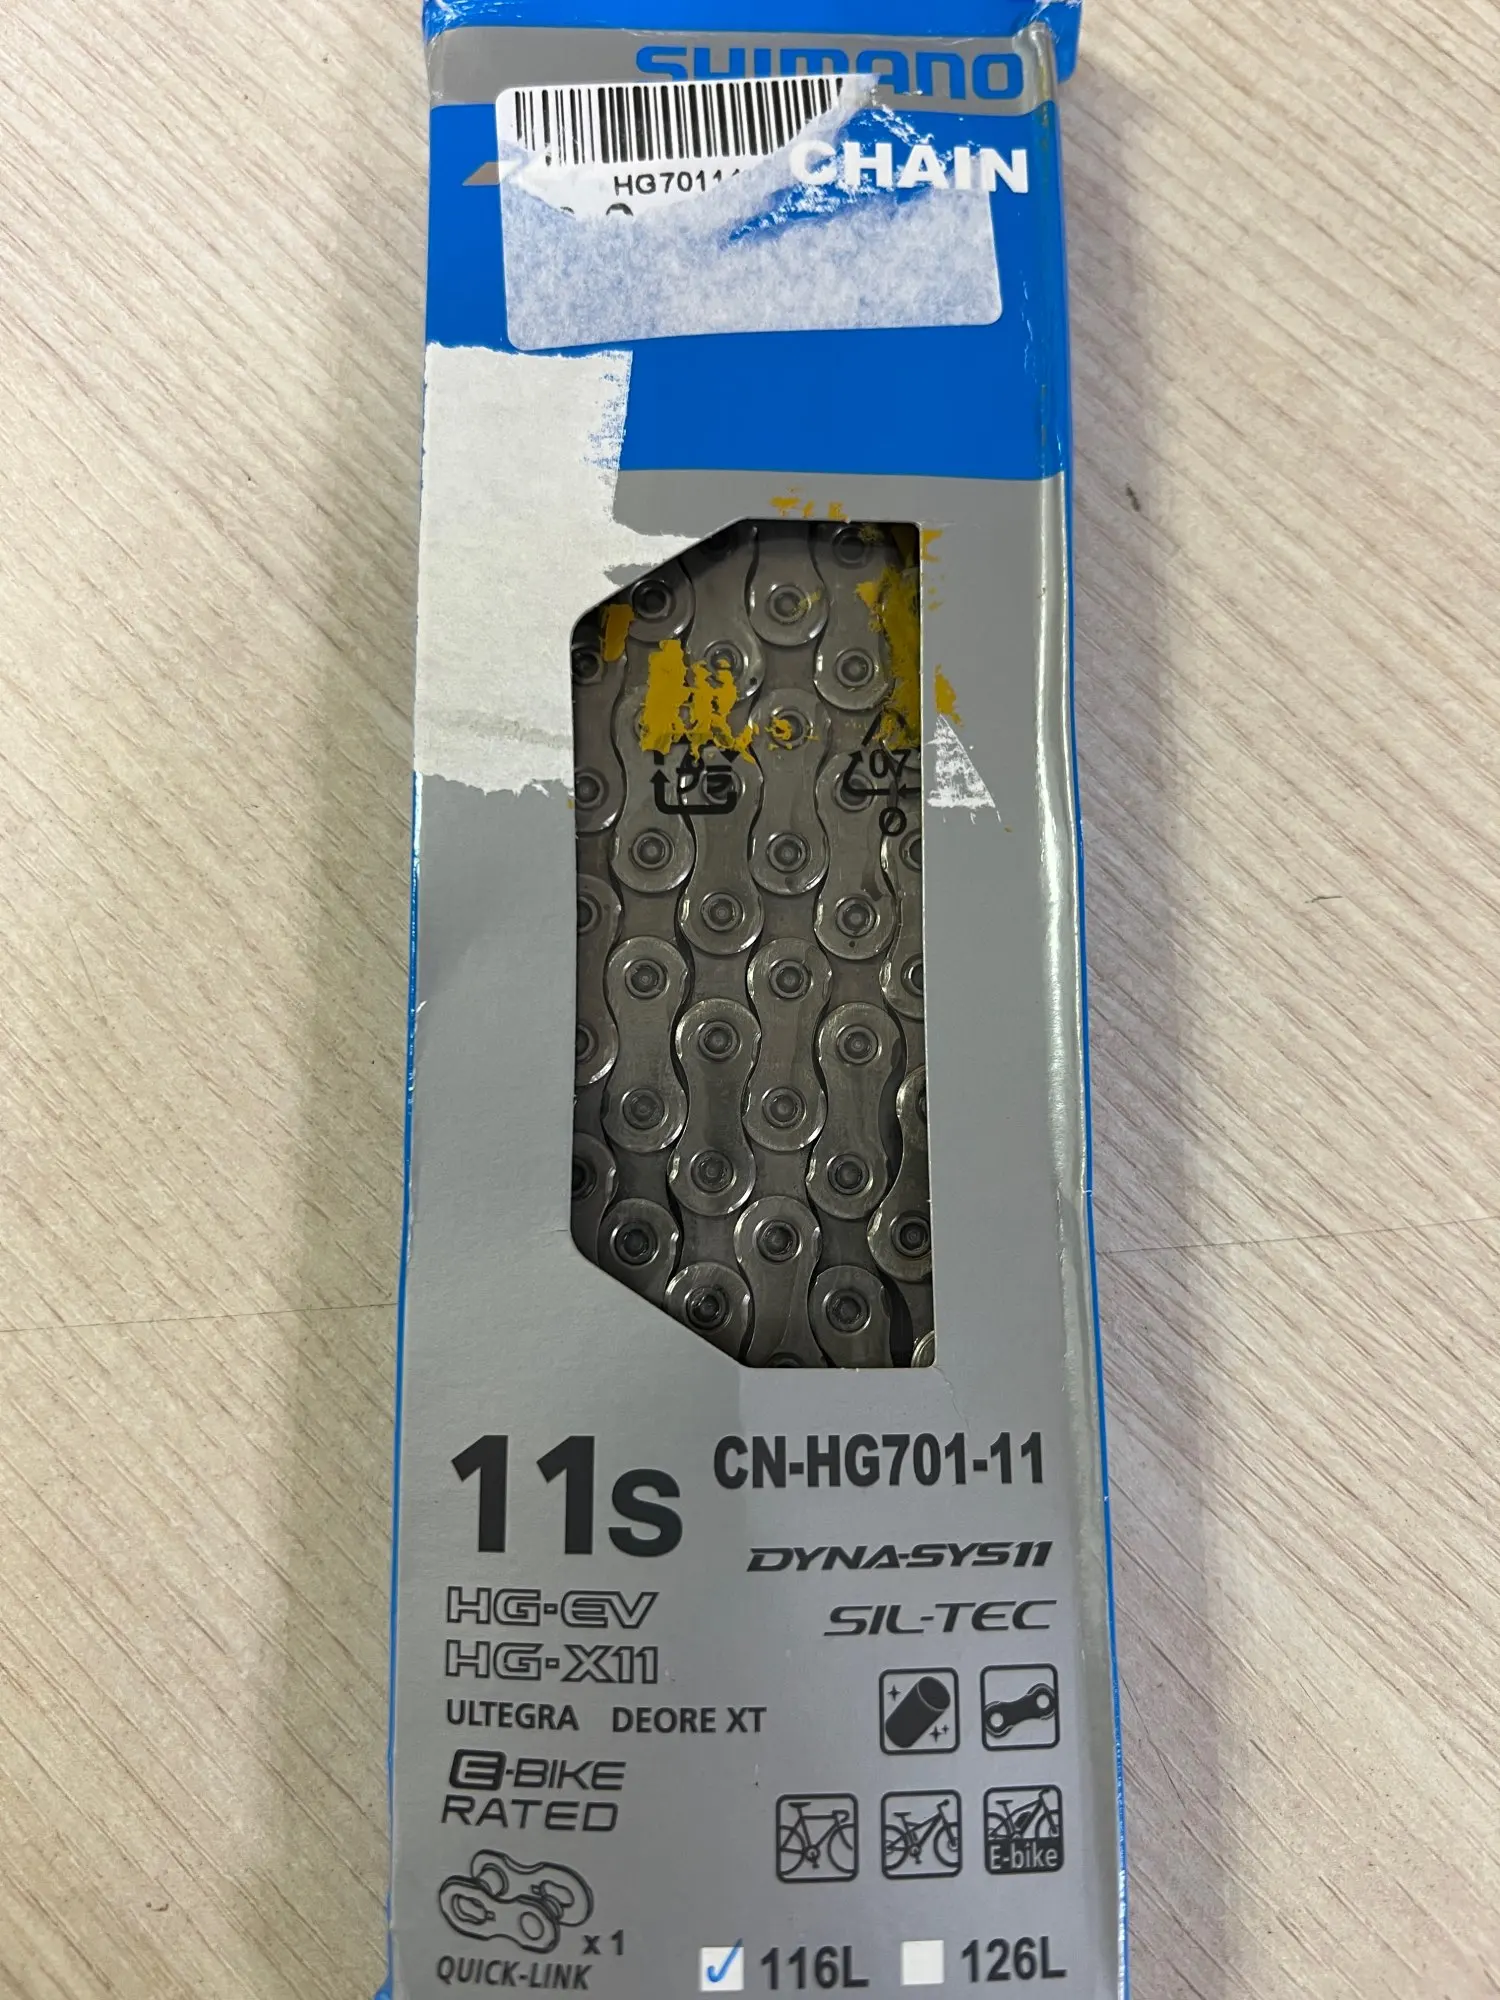 SHIMANO
CHAIN
HG7011
07
11s
CN-HG701-11
DYNA-SYS11
HG-EV
SIL-TEC
HG-X11
ULTEGRA DEORE XT
E-BIKE
RATED
E-bike
x 1
QUICK-LINK
116L
126L